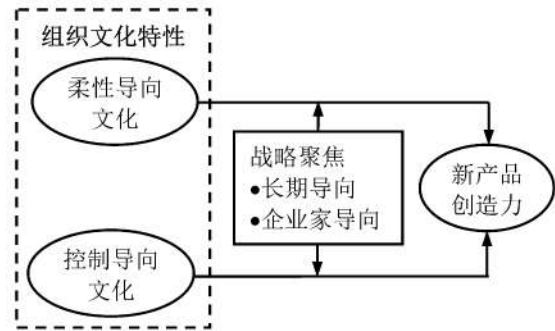 组织文化特性
柔性导向
文化
战略聚焦
●长期导向
●企业家导向
新产品
创造力
控制导向
文化